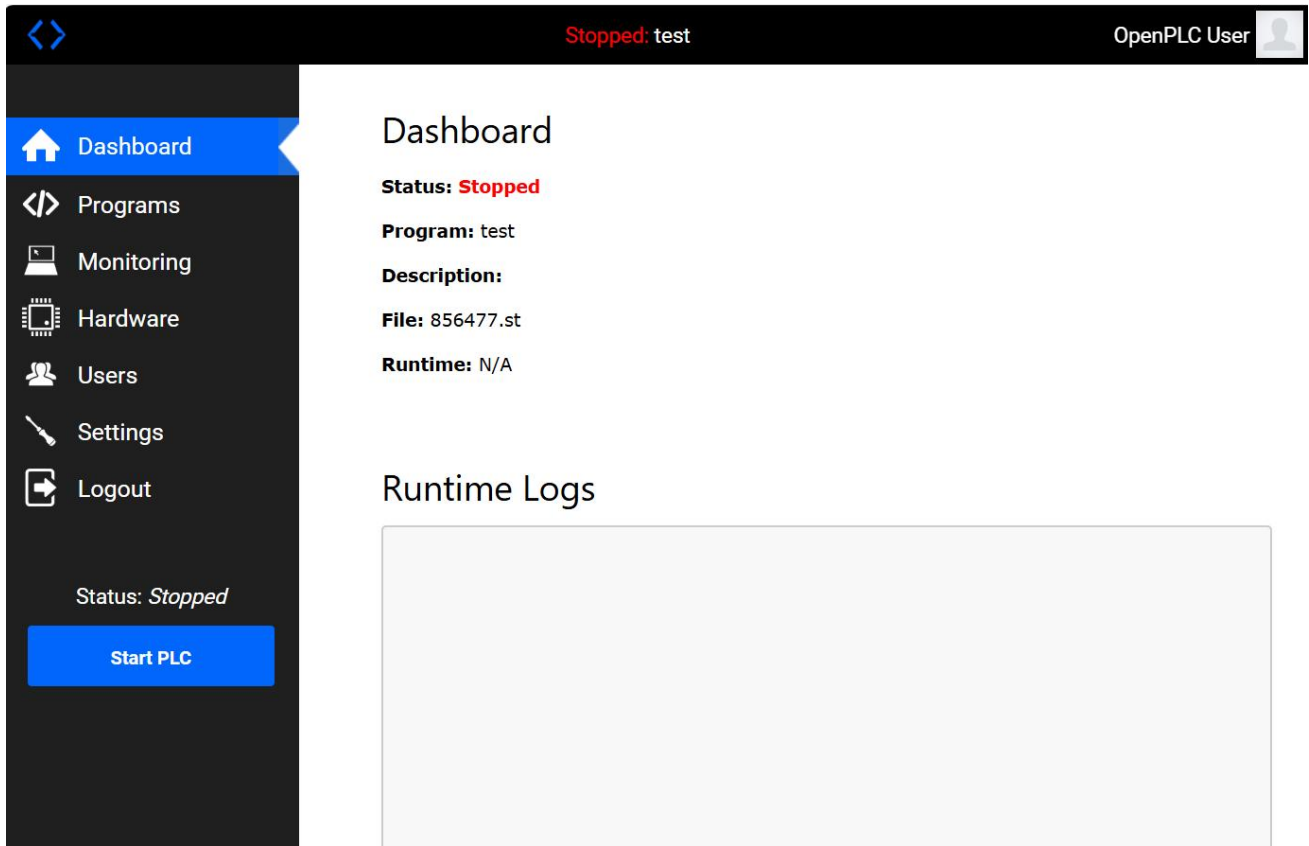 Stopped: test
OpenPLC User
Dashboard
Programs
Monitoring
Hardware
Users
Settings
Logout
Status: Stopped
Start PLC
Dashboard
Status: Stopped
Program: test
Description:
File: 856477.st
Runtime: N/A
Runtime Logs